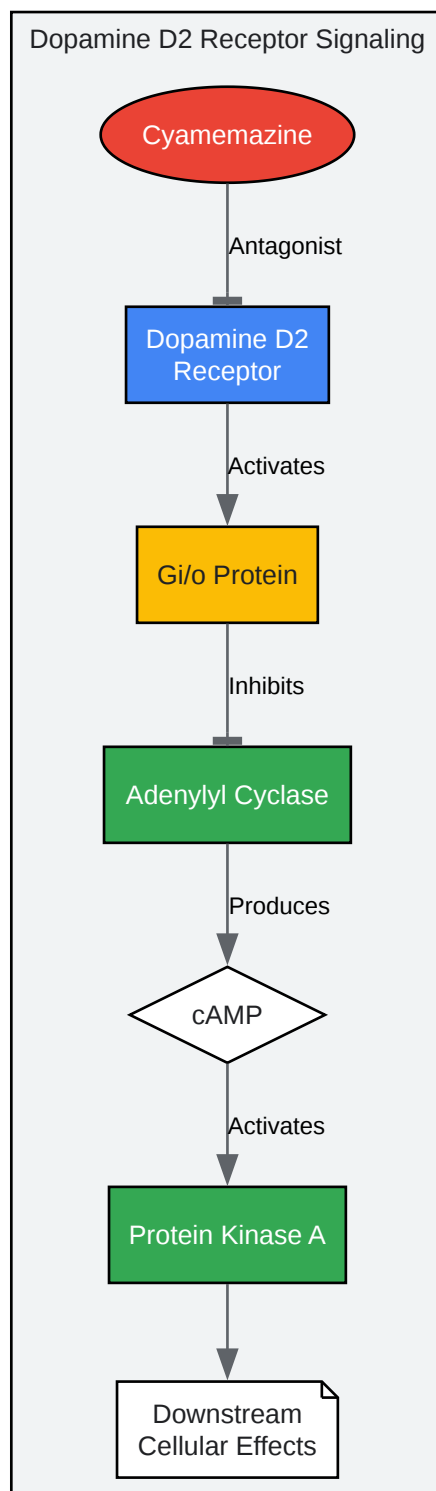 Dopamine D2 Receptor Signaling
Cyamemazine
Antagonist
Dopamine D2
Receptor
Activates
Gi/o Protein
Inhibits
Adenylyl Cyclase
Produces
cAMP
Activates
Protein Kinase A
Downstream
Cellular Effects